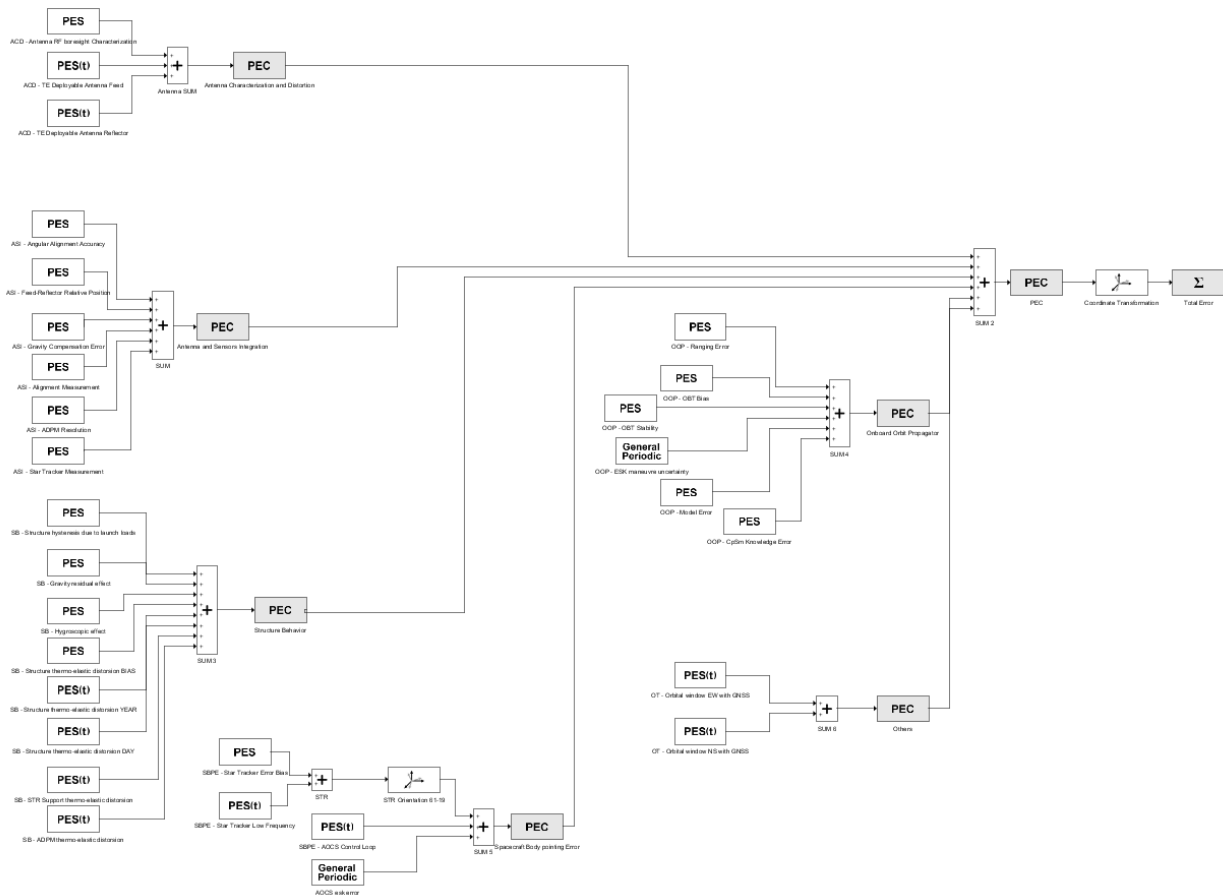 PES
ACD - Antenna RF boresight Characterization
PES(t)
ACD - TE Deployable Antenna Feed
PES(t)
ACD - TE Deployable Antenna Reflector
+
Antenna SUM
PEC
Antenna Characterization and Distortion
PES
ASI - Angular Alignment Accuracy
PES
ASI - Feed-Reflector Relative Position
PES
ASI - Gravity Compensation Error
PES
ASI - Alignment Measurement
PES
ASI - ADPM Resolution
PES
ASI - Star Tracker Measurement
+
SUM
PEC
Antenna and Sensors Integration
PES
SB - Structure hysteresis due to launch loads
PES
SB - Gravity residual effect
PES
SB - Hygroscopic effect
PES
SB - Structure thermo-elastic distorsion BIAS
PES(t)
SB - Structure thermo-elastic distorsion YEAR
PES(t)
SB - Structure thermo-elastic distorsion DAY
PES(t)
SB - STR Support thermo-elastic distorsion
PES(t)
SB - ADPM thermo-elastic distorsion
+
SUM 3
PEC
Structure Behavior
PES
SBPE - Star Tracker Error Bias
PES(t)
SBPE - Star Tracker Low Frequency
+
STR
STR Orientation 61-19
PES(t)
SBPE - AOCS Control Loop
General
Periodic
AOCS esk error
+
SUM 5
PEC
Spacecraft Body pointing Error
PES
OOP - Ranging Error
PES
OOP - OBT Bias
PES
OOP - OBT Stability
General
Periodic
OOP - ESK maneuvre uncertainty
PES
OOP - Model Error
PES
OOP - CpSm Knowledge Error
+
SUM 4
PEC
Onboard Orbit Propagator
PES(t)
OT - Orbital window EW with GNSS
PES(t)
OT - Orbital window NS with GNSS
+
SUM 6
PEC
Others
+
SUM 2
PEC
PEC
Coordinate Transformation
Σ
Total Error